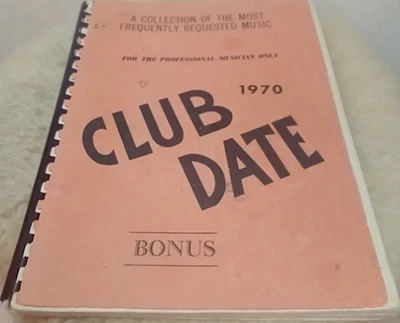 A COLLECTION OF THE MOST
FREQUENTLY REQUESTED MUSIC
FOR THE PROFESSIONAL MUSICIAN ONLY
1970
CLUB
DATE
BONUS